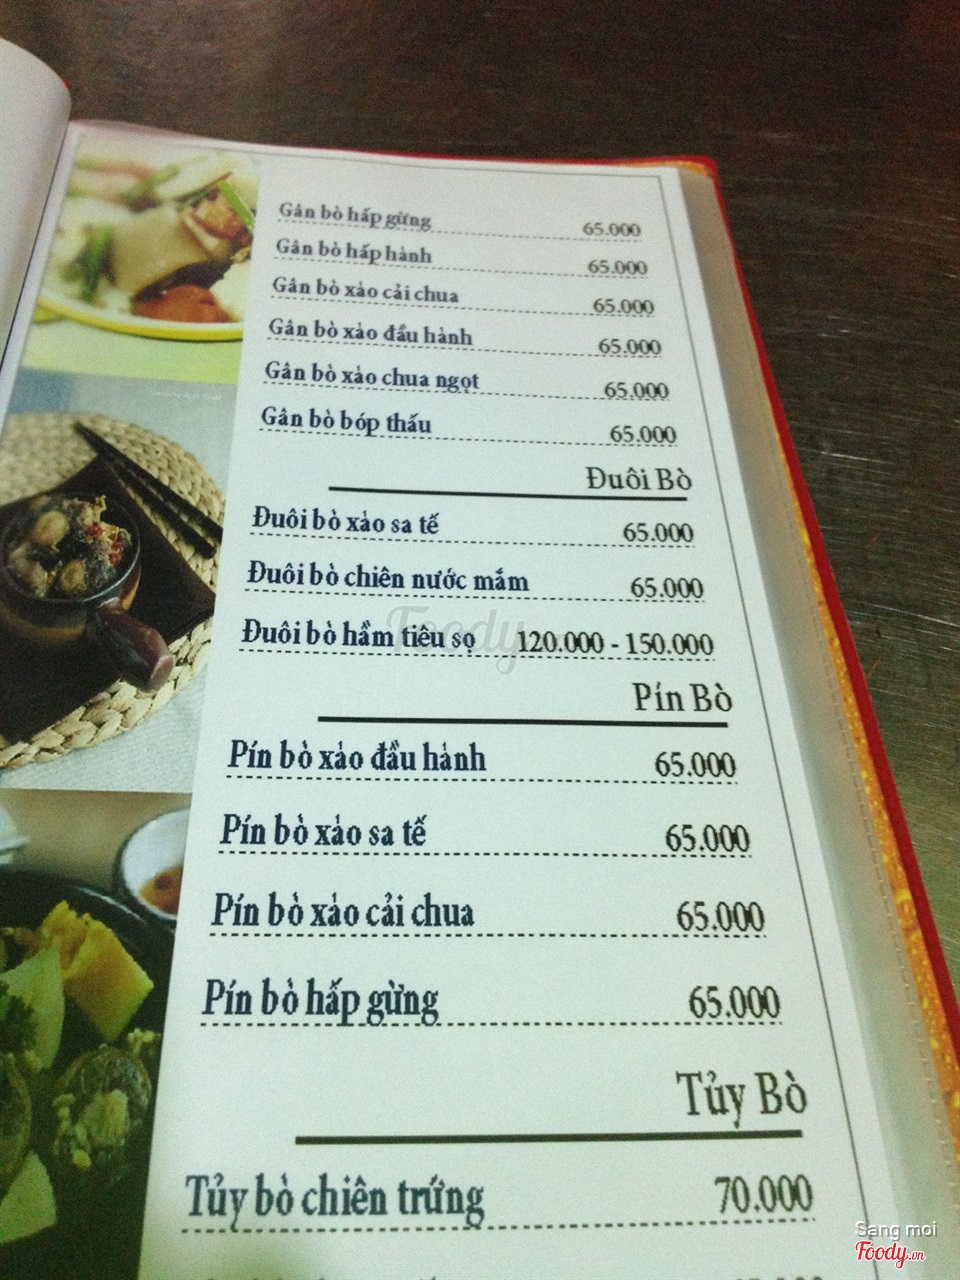 Gân bò hấp gừng 65.000
Gân bò hấp hành 65.000
Gân bò xào cải chua 65.000
Gân bò xào đầu hành 65.000
Gân bò xào chua ngọt 65.000
Gân bò bóp thấu 65.000
Đuôi Bò
Đuôi bò xào sa tế 65.000
Đuôi bò chiên nước mắm 65.000
Foody
Đuôi bò hầm tiêu sọ 120.000 - 150.000
Pín Bò
Pín bò xào đầu hành 65.000
Pín bò xào sa tế 65.000
Pín bò xào cải chua 65.000
Pín bò hấp gừng 65.000
Tủy Bò
Tủy bò chiên trứng 70.000
Sang moi
Foody.vn